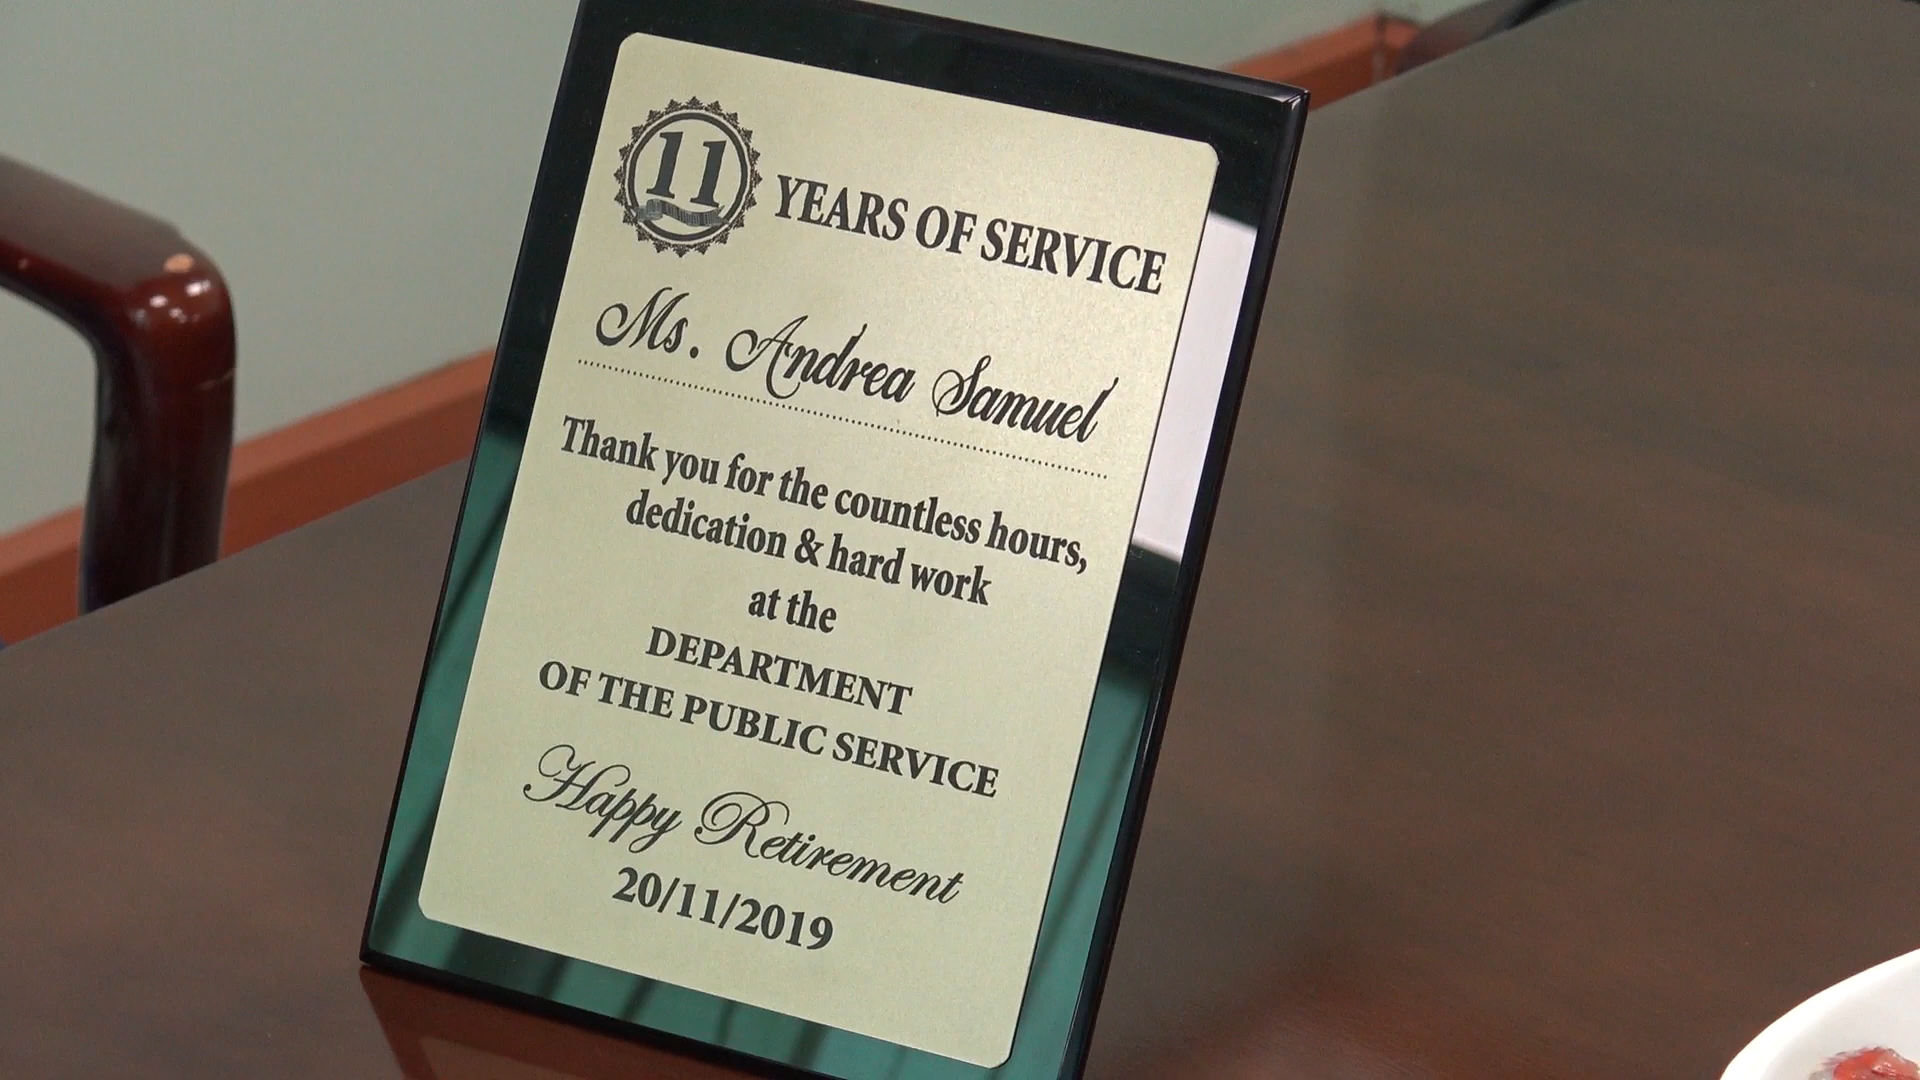 11 YEARS OF SERVICE
Ms. Andrea Samuel
Thank you for the countless hours,
dedication & hard work
at the
DEPARTMENT
OF THE PUBLIC SERVICE
Happy Retirement
20/11/2019